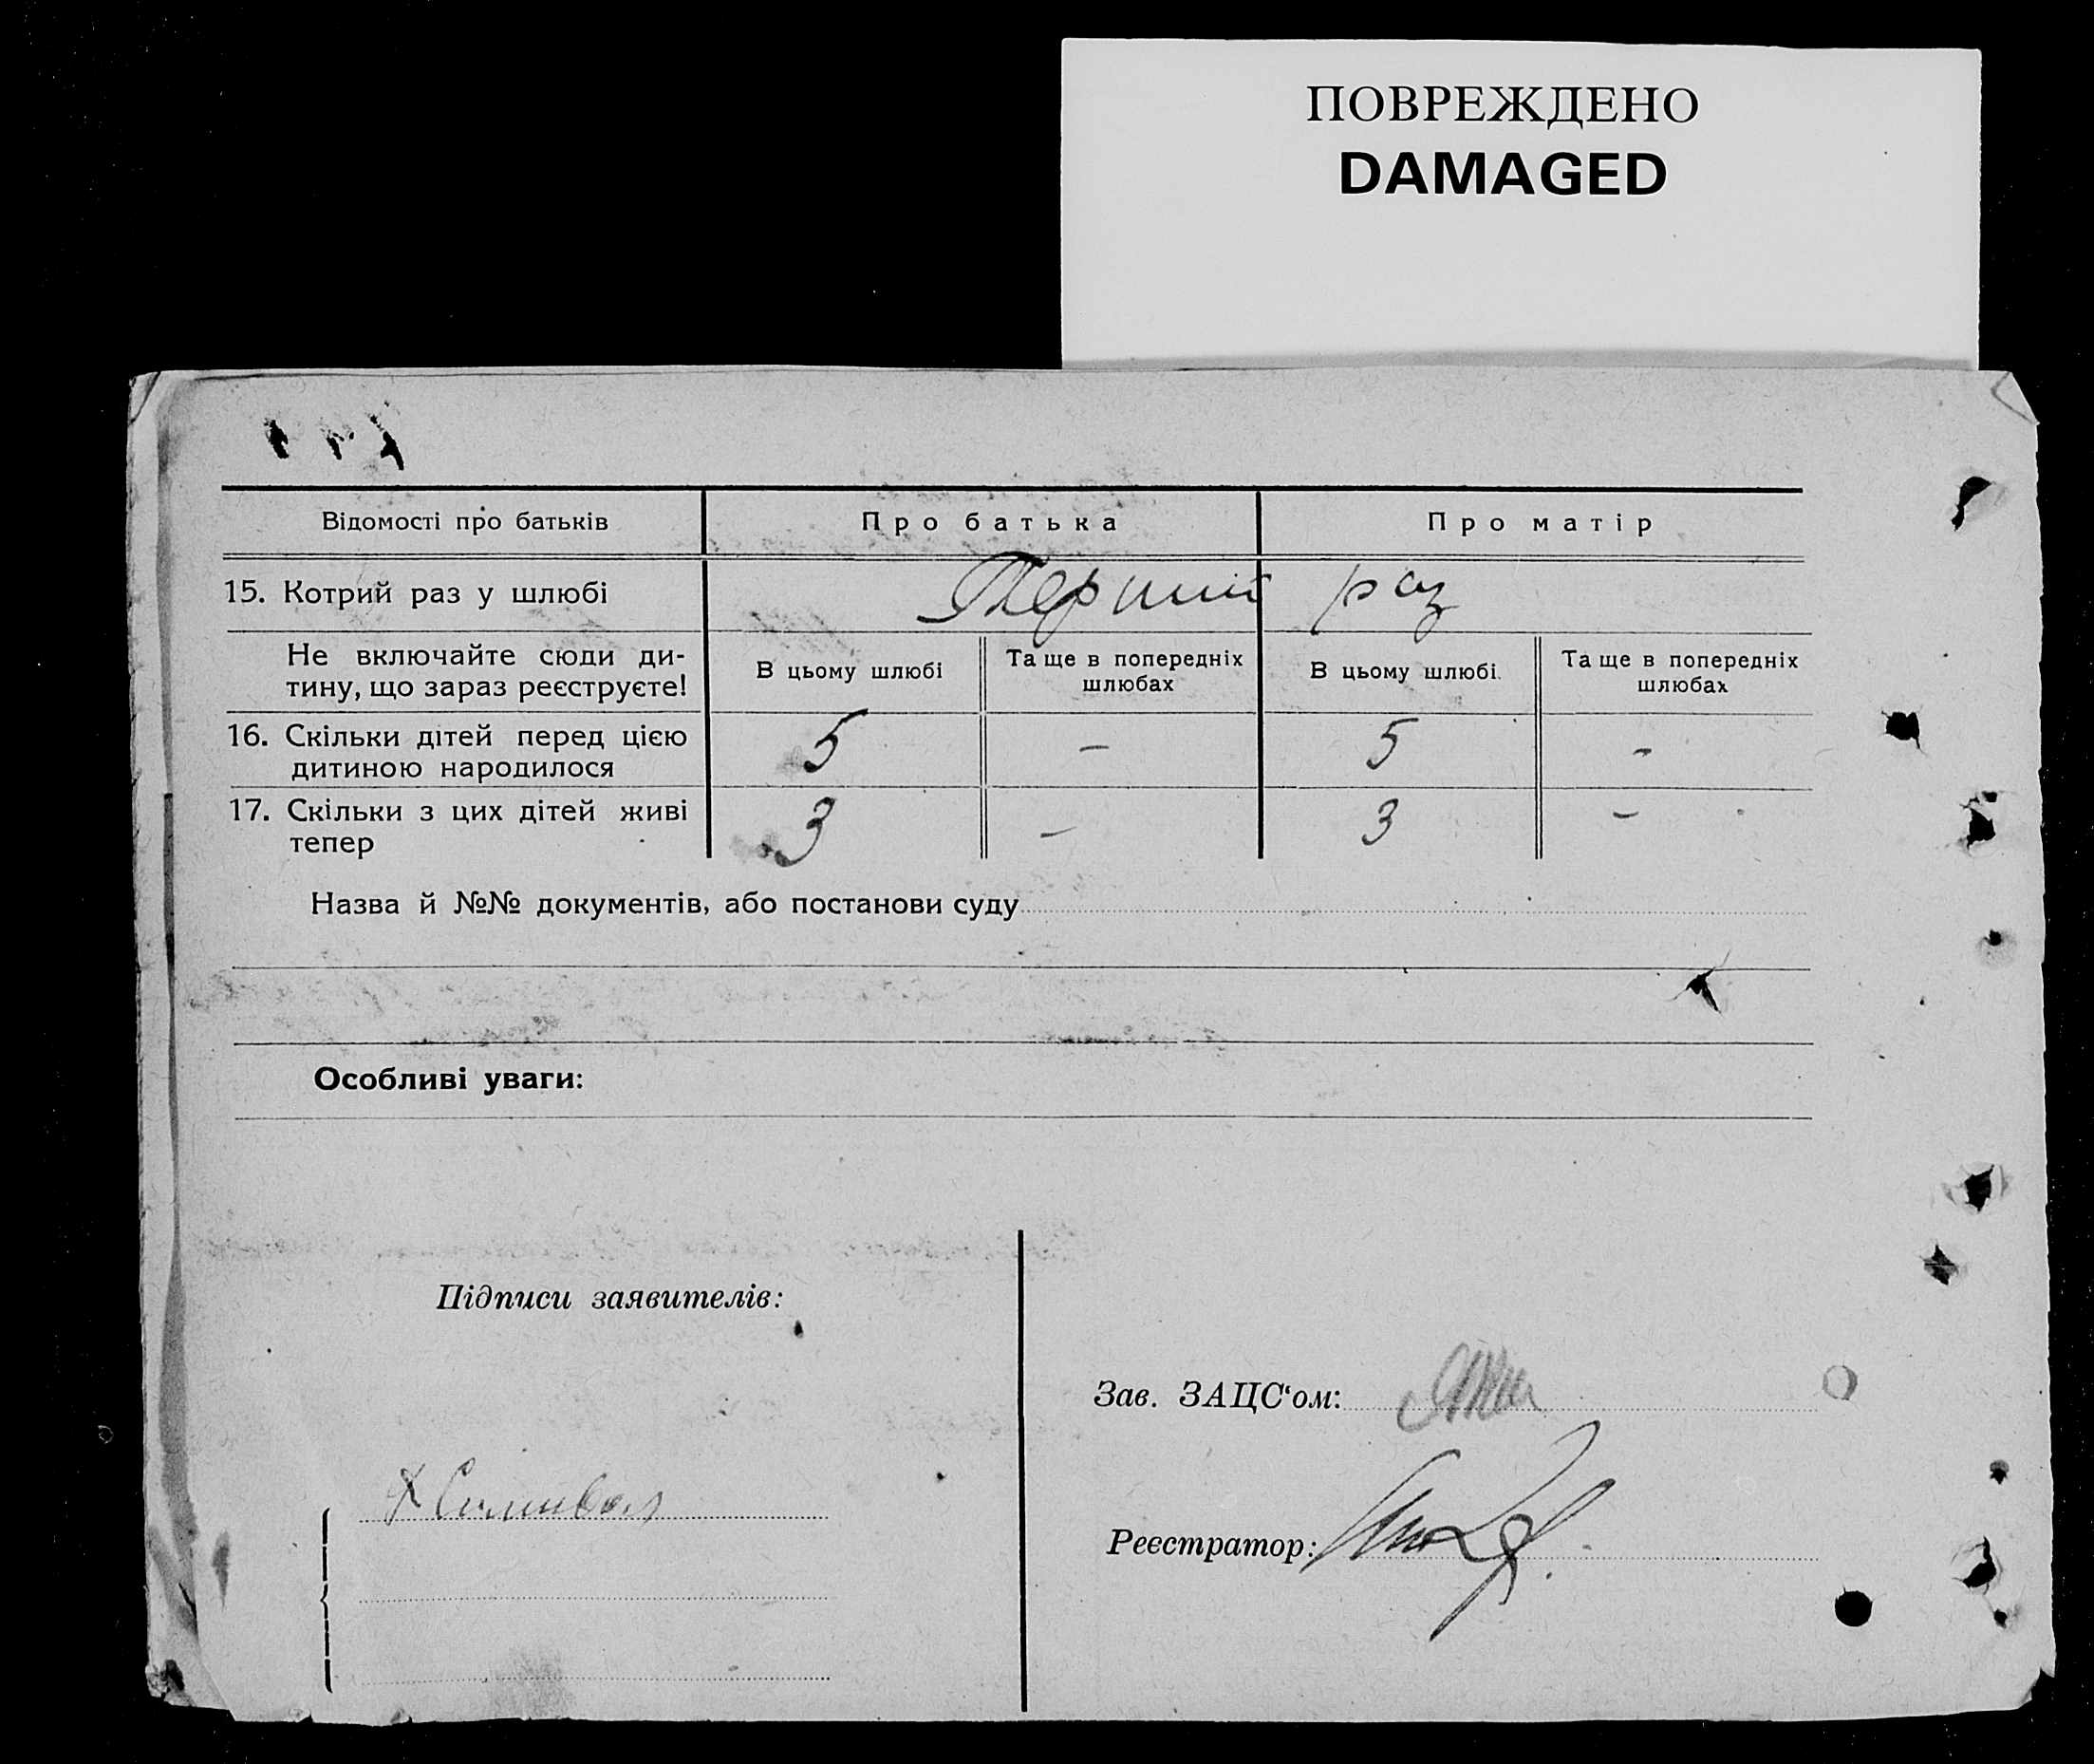 ПОВРЕЖДЕНО
DAMAGED
Відомості про батьків
Про батька
Про матір
15. Котрий раз у шлюбі
Перший раз
Не включайте сюди ди-
тину, що зараз реєструєте!
В цьому шлюбі
Та ще в попередніх
шлюбах
В цьому шлюбі
Та ще в попередніх
шлюбах
16. Скільки дітей перед цією
дитиною народилося
5
–
5
–
17. Скільки з цих дітей живі
тепер
3
–
3
–
Назва й №№ документів, або постанови суду
Особливі уваги:
Підписи заявителів:
Зав. ЗАЦС‘ом:
Реєстратор: